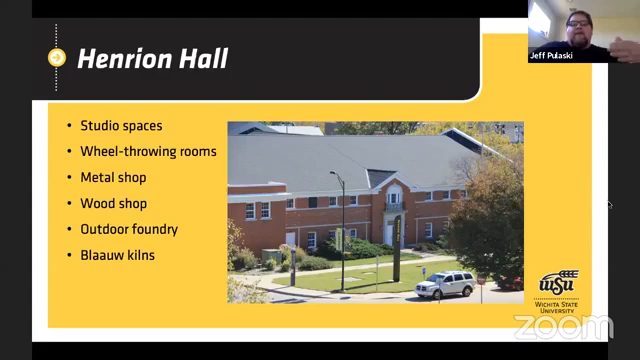 Henrion Hall
Jeff Pulaski
• Studio spaces
• Wheel-throwing rooms
• Metal shop
• Wood shop
• Outdoor foundry
• Blaauw kilns
wsu
WICHITA STATE
UNIVERSITY
zoom